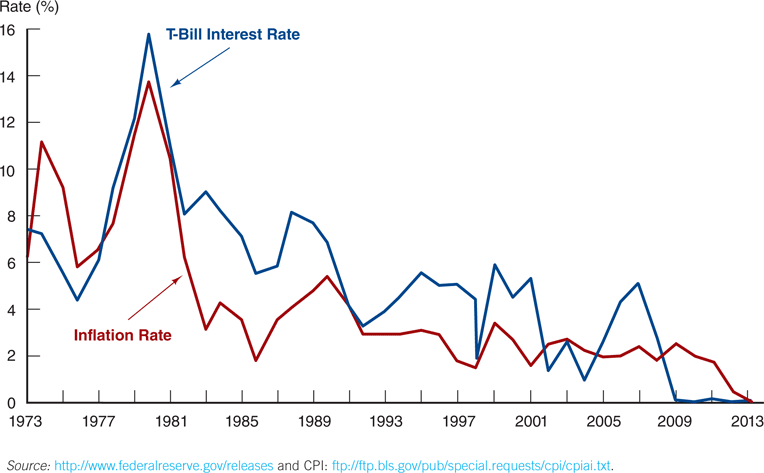 Rate (%)
16
14
12
10
8
6
4
2
0
T-Bill Interest Rate
Inflation Rate
1973 1977 1981 1985 1989 1993 1997 2001 2005 2009 2013
Source: http://www.federalreserve.gov/releases and CPI: ftp://ftp.bls.gov/pub/special.requests/cpi/cpiai.txt.